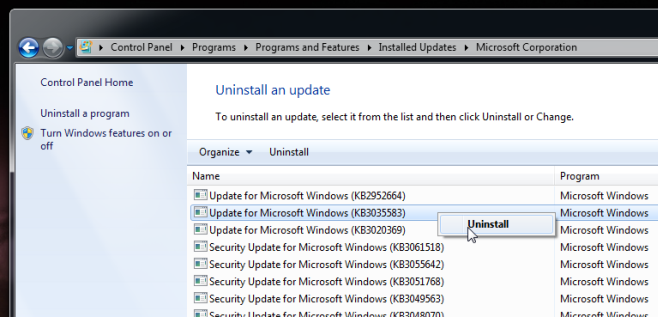 Control Panel ▸ Programs ▸ Programs and Features ▸ Installed Updates ▸ Microsoft Corporation
Control Panel Home
Uninstall a program
Turn Windows features on or
off
Uninstall an update
To uninstall an update, select it from the list and then click Uninstall or Change.
Organize Uninstall
Name Program
Update for Microsoft Windows (KB2952664) Microsoft Windows
Update for Microsoft Windows (KB3035583) Microsoft Windows
Uninstall
Update for Microsoft Windows (KB3020369) Microsoft Windows
Security Update for Microsoft Windows (KB3061518) Microsoft Windows
Security Update for Microsoft Windows (KB3055642) Microsoft Windows
Security Update for Microsoft Windows (KB3051768) Microsoft Windows
Security Update for Microsoft Windows (KB3049563) Microsoft Windows
Security Update for Microsoft Windows (KB3048070) Microsoft Windows